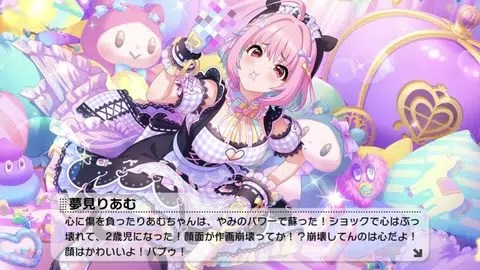 夢見りあむ
心に傷を負ったりあむちゃんは、やみのパワーで蘇った！ショックで心はぶっ
壊れて、2歳児になった！顔面が作画崩壊ってか！？崩壊してんのは心だよ！
顔はかわいいよ！バブゥ！